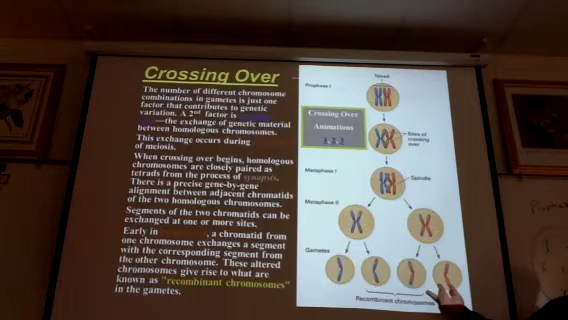 Crossing Over
The number of different chromosome
combinations in gametes is just one
factor that contributes to genetic
variation. A 2nd factor is
—the exchange of genetic material
between homologous chromosomes.
This exchange occurs during
of meiosis.
When crossing over begins, homologous
chromosomes are closely paired as
tetrads from the process of synapsis.
There is a precise gene-by-gene
alignment between adjacent chromatids
of the two homologous chromosomes.
Segments of the two chromatids can be
exchanged at one or more sites.
Early in , a chromatid from
one chromosome exchanges a segment
with the corresponding segment from
the other chromosome. These altered
chromosomes give rise to what are
known as "recombinant chromosomes"
in the gametes.
Tetrad
Prophase I
Crossing Over
Animations
1 2 3
Sites of
crossing
over
Metaphase I
Spindle
Metaphase II
Gametes
Recombinant chromosomes